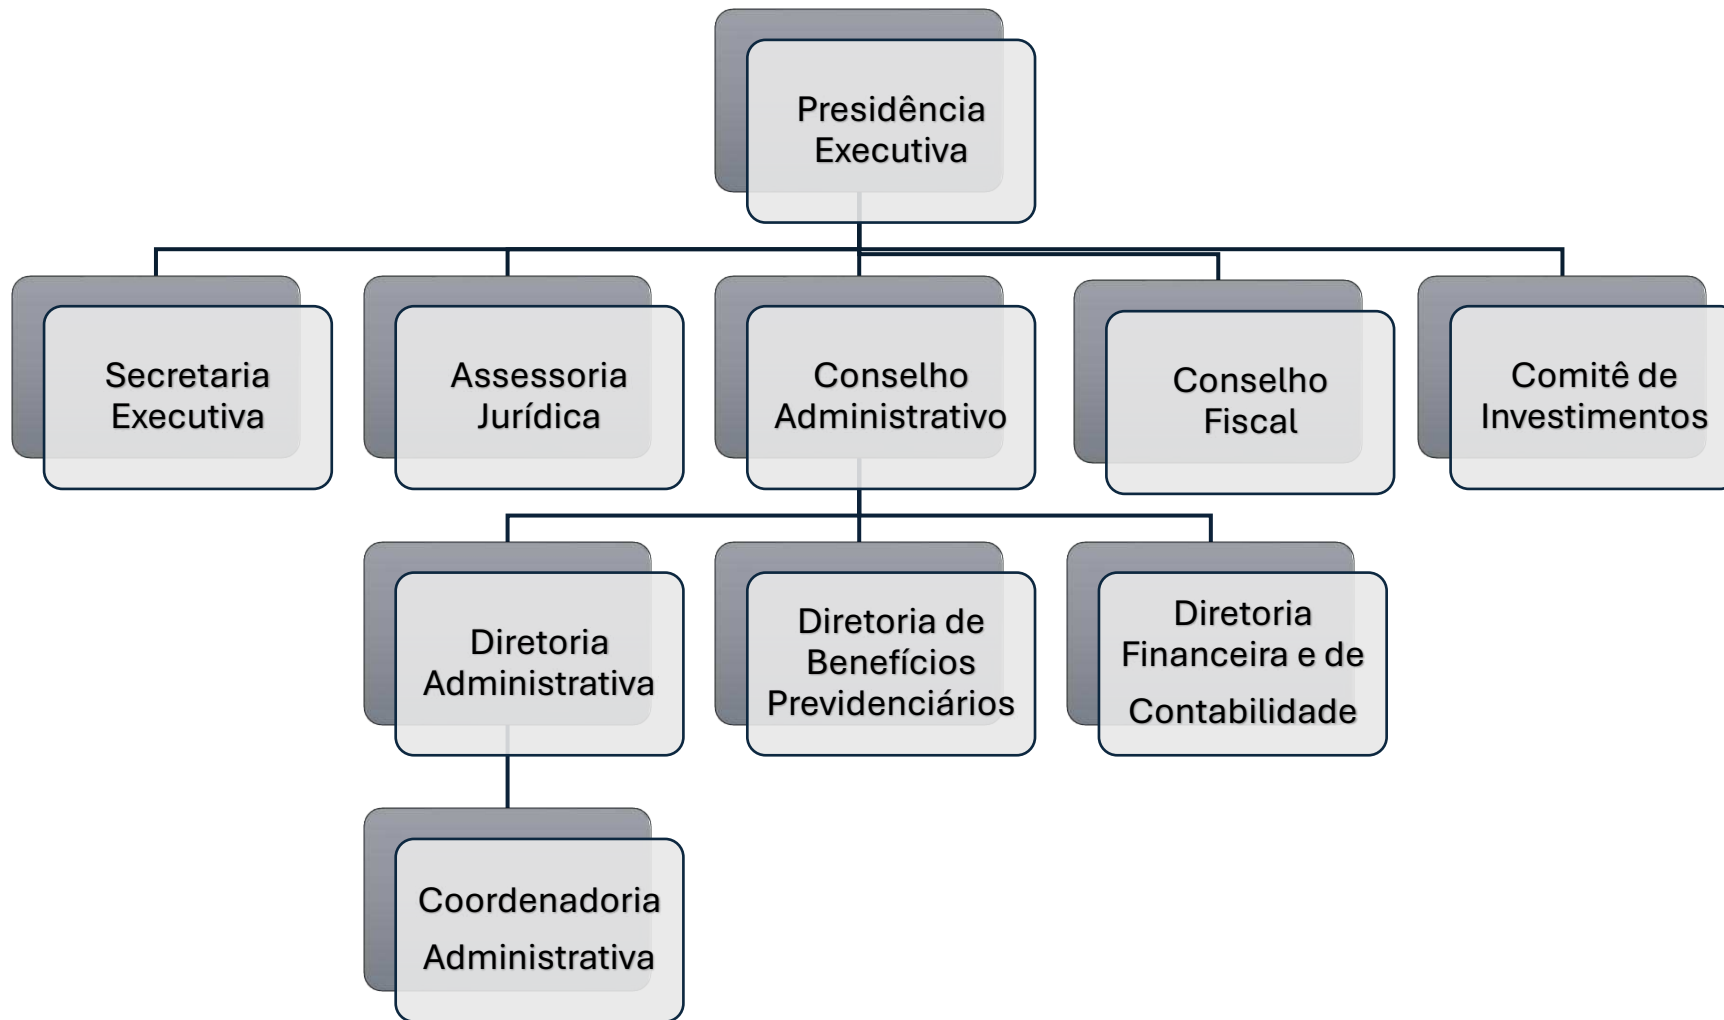 Presidência
Executiva
Secretaria
Executiva
Assessoria
Jurídica
Conselho
Administrativo
Conselho
Fiscal
Comitê de
Investimentos
Diretoria
Administrativa
Diretoria de
Benefícios
Previdenciários
Diretoria
Financeira e de
Contabilidade
Coordenadoria
Administrativa